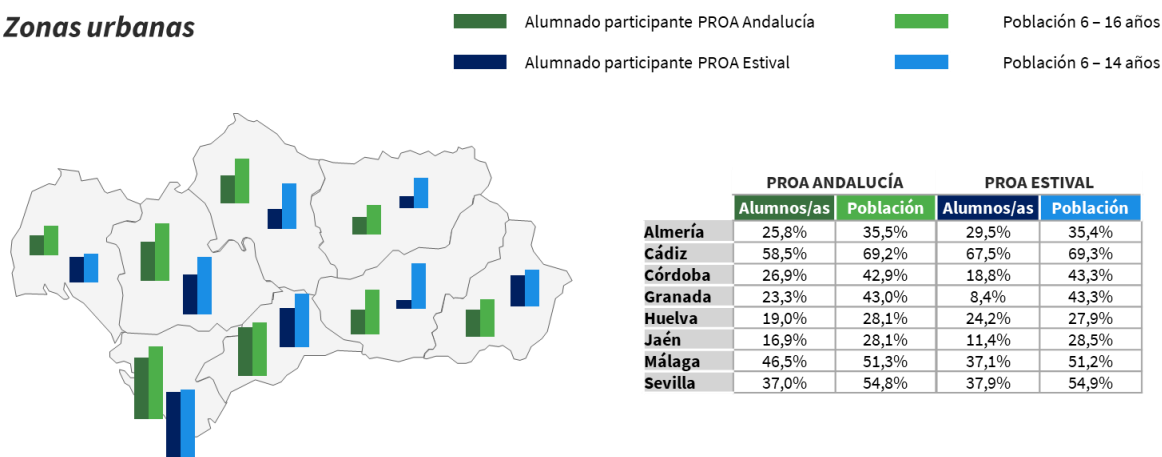 Zonas urbanas
Alumnado participante PROA Andalucía
Población 6 – 16 años
Alumnado participante PROA Estival
Población 6 – 14 años
PROA ANDALUCÍA PROA ESTIVAL
Alumnos/as Población Alumnos/as Población
Almería 25,8% 35,5% 29,5% 35,4%
Cádiz 58,5% 69,2% 67,5% 69,3%
Córdoba 26,9% 42,9% 18,8% 43,3%
Granada 23,3% 43,0% 8,4% 43,3%
Huelva 19,0% 28,1% 24,2% 27,9%
Jaén 16,9% 28,1% 11,4% 28,5%
Málaga 46,5% 51,3% 37,1% 51,2%
Sevilla 37,0% 54,8% 37,9% 54,9%